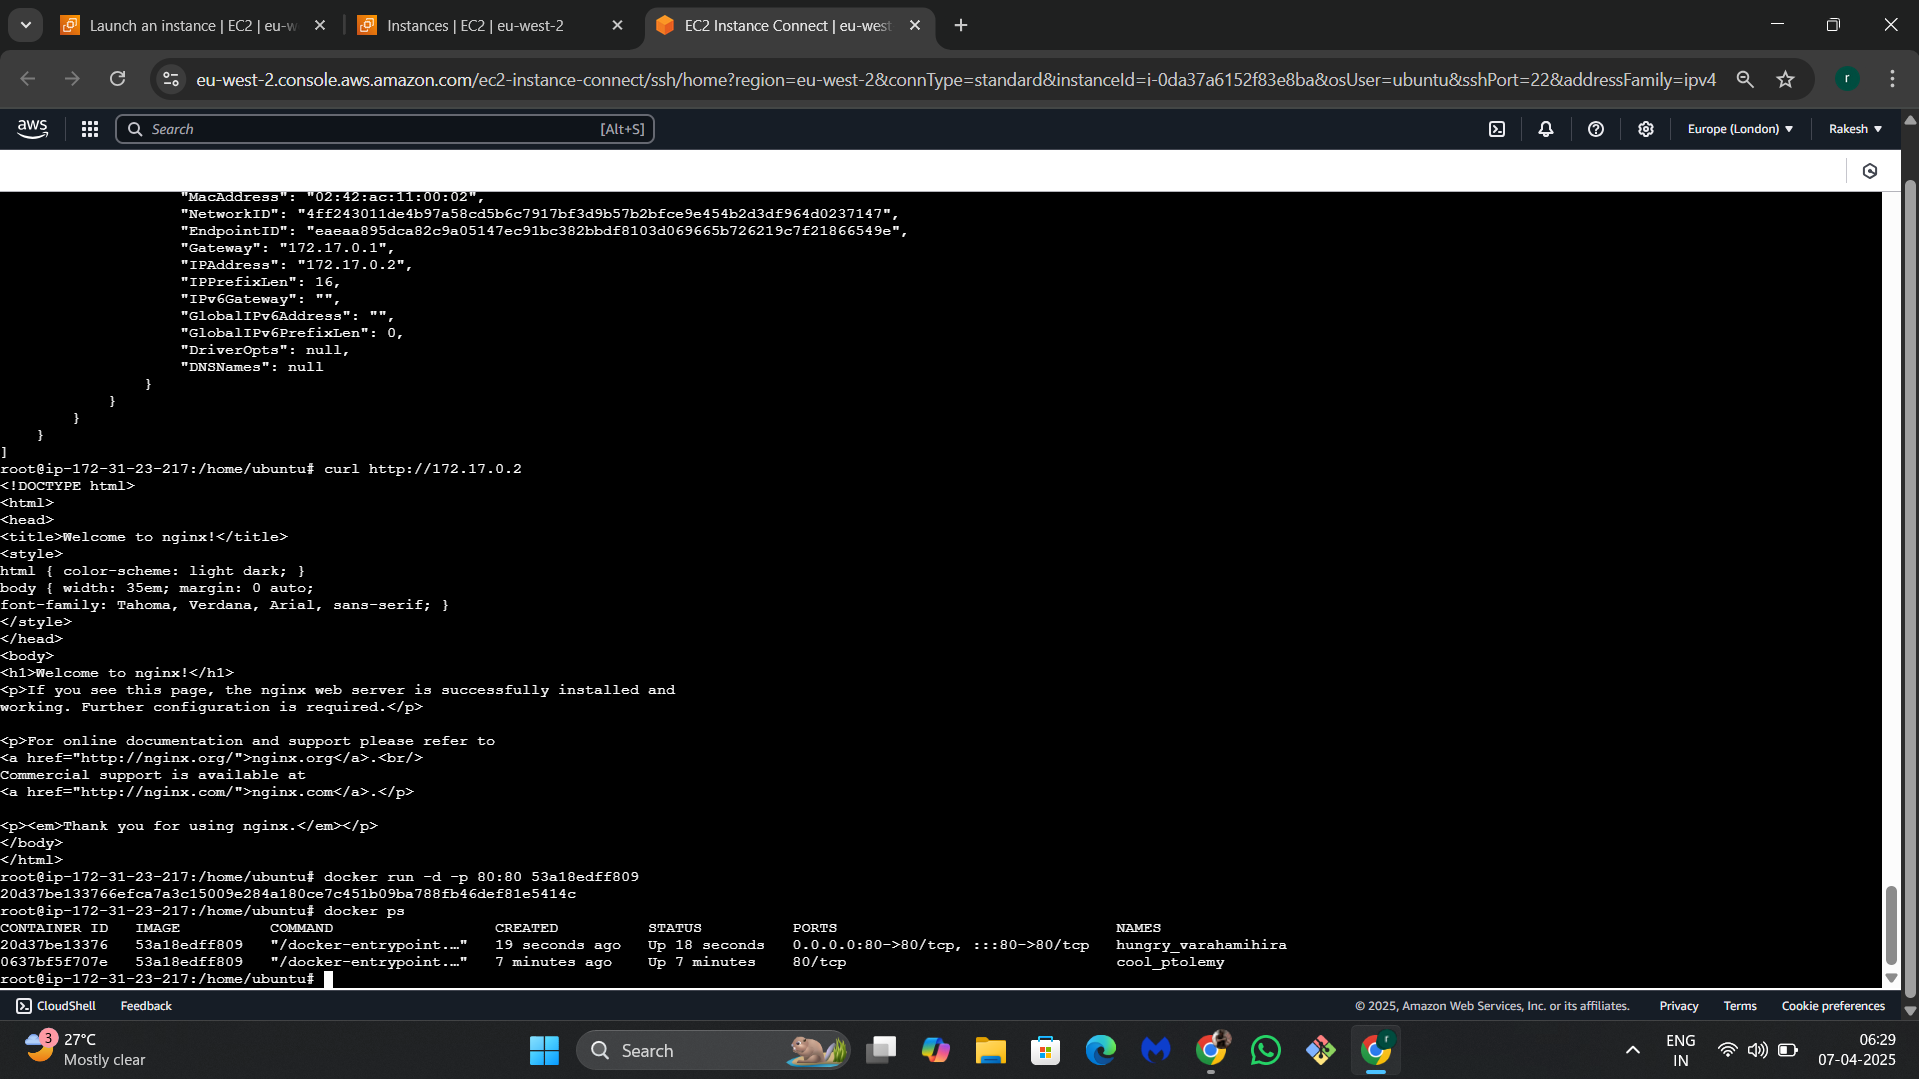 Launch an instance | EC2 | eu-w
Instances | EC2 | eu-west-2
EC2 Instance Connect | eu-west
eu-west-2.console.aws.amazon.com/ec2-instance-connect/ssh/home?region=eu-west-2&connType=standard&instanceId=i-0da37a6152f83e8ba&osUser=ubuntu&sshPort=22&addressFamily=ipv4
r
aws
Search
[Alt+S]
Europe (London)
Rakesh
"MacAddress": "02:42:ac:11:00:02",
"NetworkID": "4ff243011de4b97a58cd5b6c7917bf3d9b57b2bfce9e454b2d3df964d0237147",
"EndpointID": "eaeaa895dca82c9a05147ec91bc382bbdf8103d069665b726219c7f21866549e",
"Gateway": "172.17.0.1",
"IPAddress": "172.17.0.2",
"IPPrefixLen": 16,
"IPv6Gateway": "",
"GlobalIPv6Address": "",
"GlobalIPv6PrefixLen": 0,
"DriverOpts": null,
"DNSNames": null
}
}
}
}
]
root@ip-172-31-23-217:/home/ubuntu# curl http://172.17.0.2
<!DOCTYPE html>
<html>
<head>
<title>Welcome to nginx!</title>
<style>
html { color-scheme: light dark; }
body { width: 35em; margin: 0 auto;
font-family: Tahoma, Verdana, Arial, sans-serif; }
</style>
</head>
<body>
<h1>Welcome to nginx!</h1>
<p>If you see this page, the nginx web server is successfully installed and
working. Further configuration is required.</p>
<p>For online documentation and support please refer to
<a href="http://nginx.org/">nginx.org</a>.<br/>
Commercial support is available at
<a href="http://nginx.com/">nginx.com</a>.</p>
<p><em>Thank you for using nginx.</em></p>
</body>
</html>
root@ip-172-31-23-217:/home/ubuntu# docker run -d -p 80:80 53a18edff809
20d37be133766efca7a3c15009e284a180ce7c451b09ba788fb46def81e5414c
root@ip-172-31-23-217:/home/ubuntu# docker ps
CONTAINER ID IMAGE COMMAND CREATED STATUS PORTS NAMES
20d37be13376 53a18edff809 "/docker-entrypoint.…" 19 seconds ago Up 18 seconds 0.0.0.0:80->80/tcp, :::80->80/tcp hungry_varahamihira
0637bf5f707e 53a18edff809 "/docker-entrypoint.…" 7 minutes ago Up 7 minutes 80/tcp cool_ptolemy
root@ip-172-31-23-217:/home/ubuntu#
CloudShell Feedback © 2025, Amazon Web Services, Inc. or its affiliates. Privacy Terms Cookie preferences
3
27°C
Mostly clear
Search
r
ENG
IN
06:29
07-04-2025